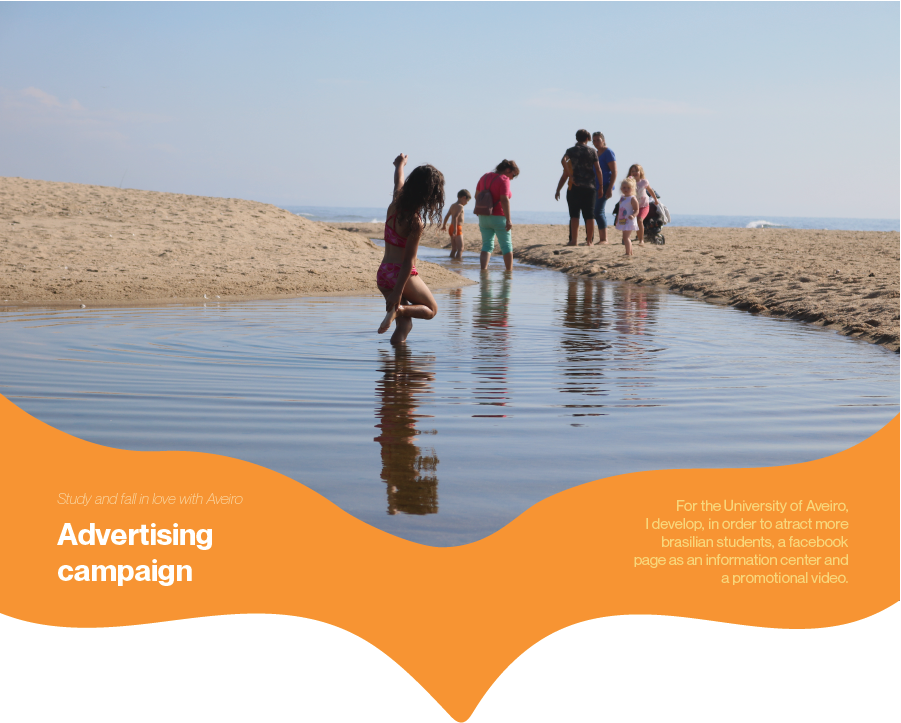 Study and fall in love with Aveiro
Advertising
campaign
For the University of Aveiro,
I develop, in order to atract more
brasilian students, a facebook
page as an information center and
a promotional video.